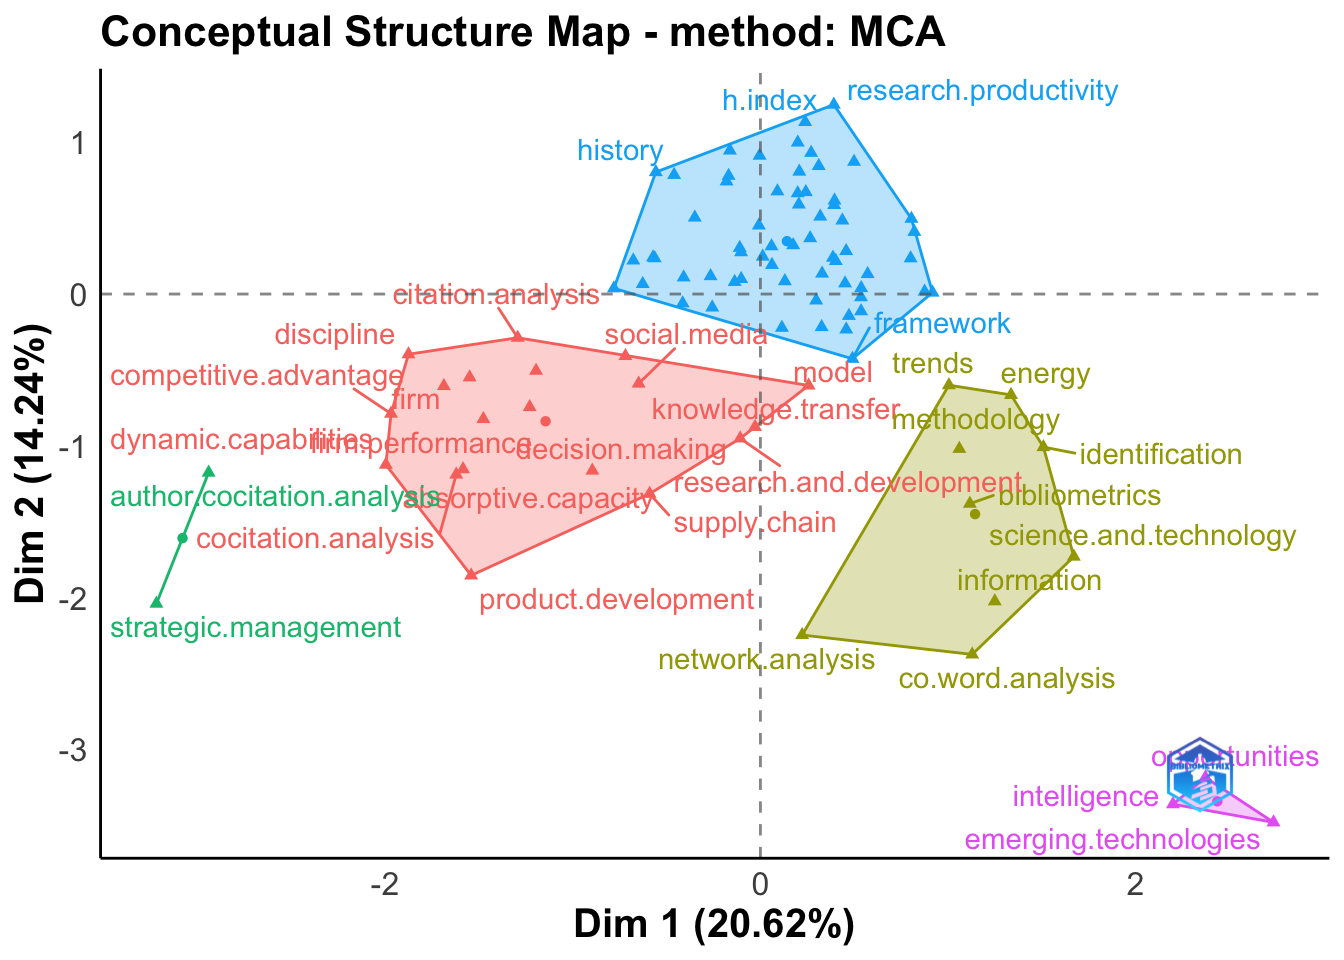 Conceptual Structure Map - method: MCA
research.productivity
h.index
history
citation.analysis
discipline
social.media
framework
competitive.advantage
firm
model
trends
energy
knowledge.transfer
methodology
dynamic.capabilities
firm.performance
decision.making
identification
author.cocitation.analysis
absorptive.capacity
research.and.development
bibliometrics
cocitation.analysis
supply.chain
science.and.technology
information
product.development
strategic.management
network.analysis
co.word.analysis
opportunities
BIBLIOMETRIX
intelligence
emerging.technologies
1
0
-1
-2
-3
Dim 2 (14.24%)
-2
0
2
Dim 1 (20.62%)